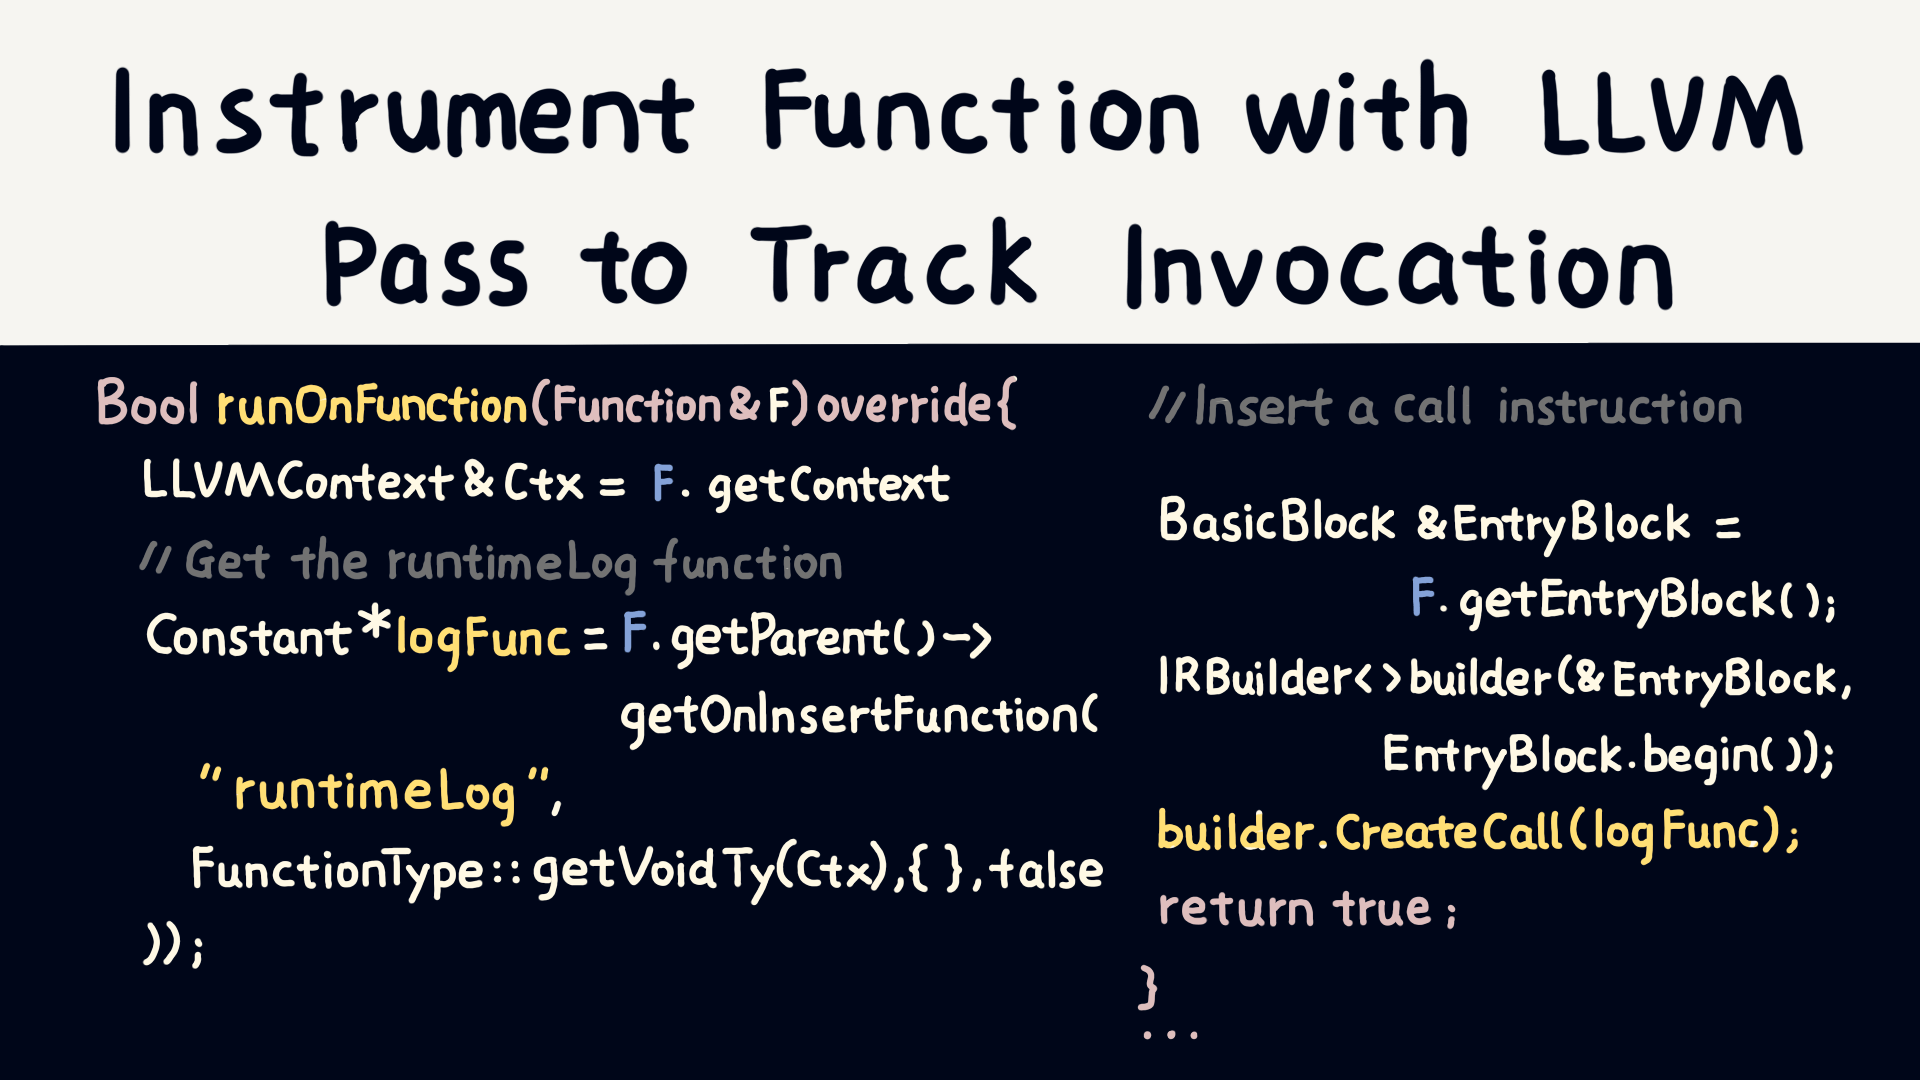 Instrument Function with LLVM
Pass to Track Invocation
Bool runOnFunction(Function & F) override{
LLVMContext & Ctx = F. getContext
// Get the runtimeLog function
Constant * logFunc = F.getParent()->
getOnInsertFunction(
"runtimeLog",
FunctionType::getVoidTy(Ctx),{ },false
));
// Insert a call instruction
BasicBlock &EntryBlock =
F.getEntryBlock();
IRBuilder<>builder(&EntryBlock,
EntryBlock.begin());
builder.CreateCall(logFunc);
return true;
}
...